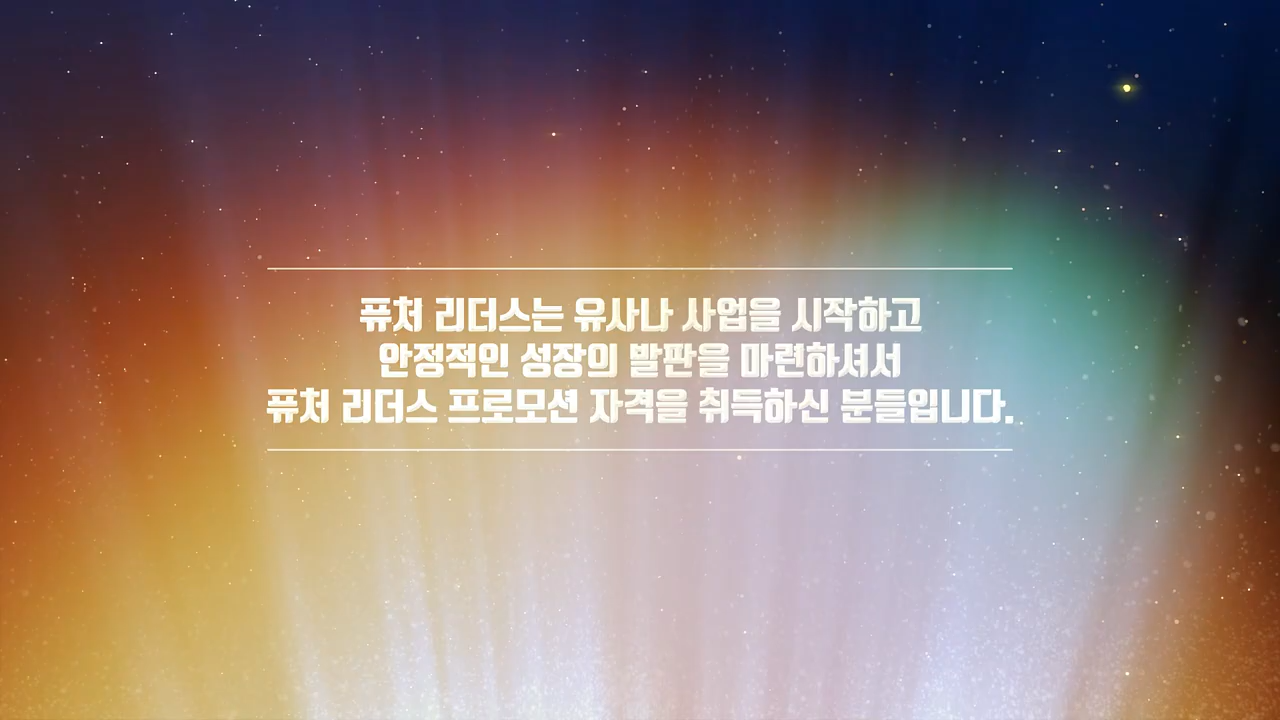 퓨처 리더스는 유사나 사업을 시작하고
안정적인 성장의 발판을 마련하셔서
퓨처 리더스 프로모션 자격을 취득하신 분들입니다.